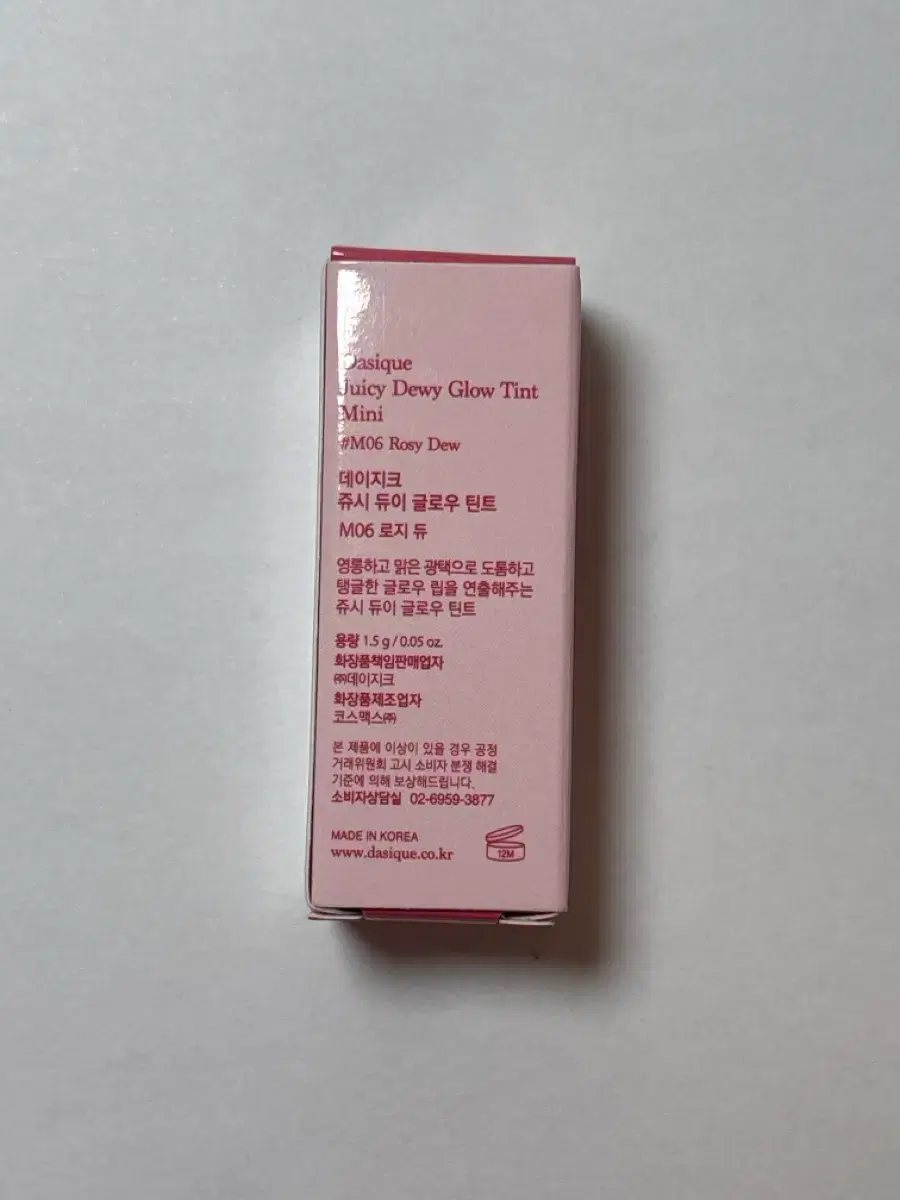 Dasique
Juicy Dewy Glow Tint
Mini
#M06 Rosy Dew
데이지크
쥬시 듀이 글로우 틴트
M06 로지 듀
영롱하고 맑은 광택으로 도톰하고
탱글한 글로우 립을 연출해주는
쥬시 듀이 글로우 틴트
용량 1.5 g / 0.05 oz.
화장품책임판매업자
㈜데이지크
화장품제조업자
코스맥스㈜
본 제품에 이상이 있을 경우 공정
거래위원회 고시 소비자 분쟁 해결
기준에 의해 보상해드립니다.
소비자상담실 02-6959-3877
MADE IN KOREA
www.dasique.co.kr
12M